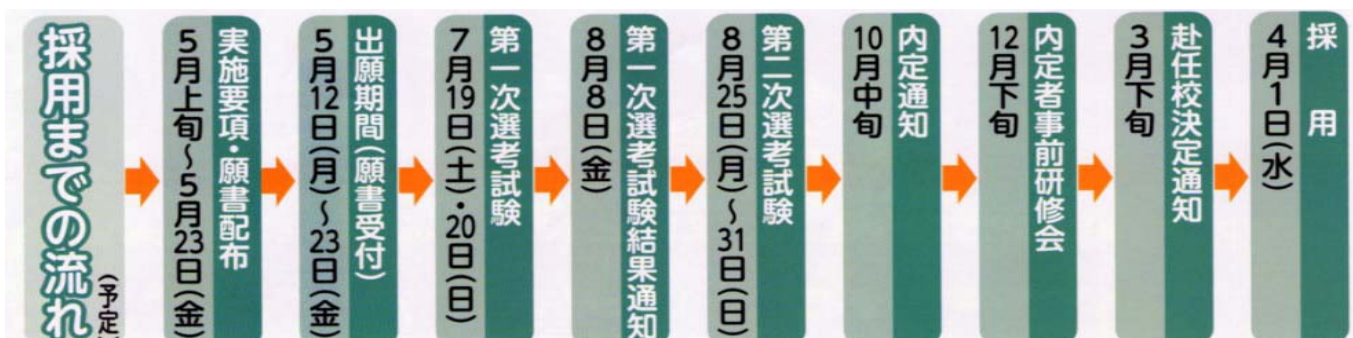 採用までの流れ
(予定)
実施要項・願書配布
5月上旬～5月23日(金)
出願期間(願書受付)
5月12日(月)～23日(金)
第一次選考試験
7月19日(土)・20日(日)
第一次選考試験結果通知
8月8日(金)
第二次選考試験
8月25日(月)～31日(日)
内定通知
10月中旬
内定者事前研修会
12月下旬
赴任校決定通知
3月下旬
採用
4月1日(水)